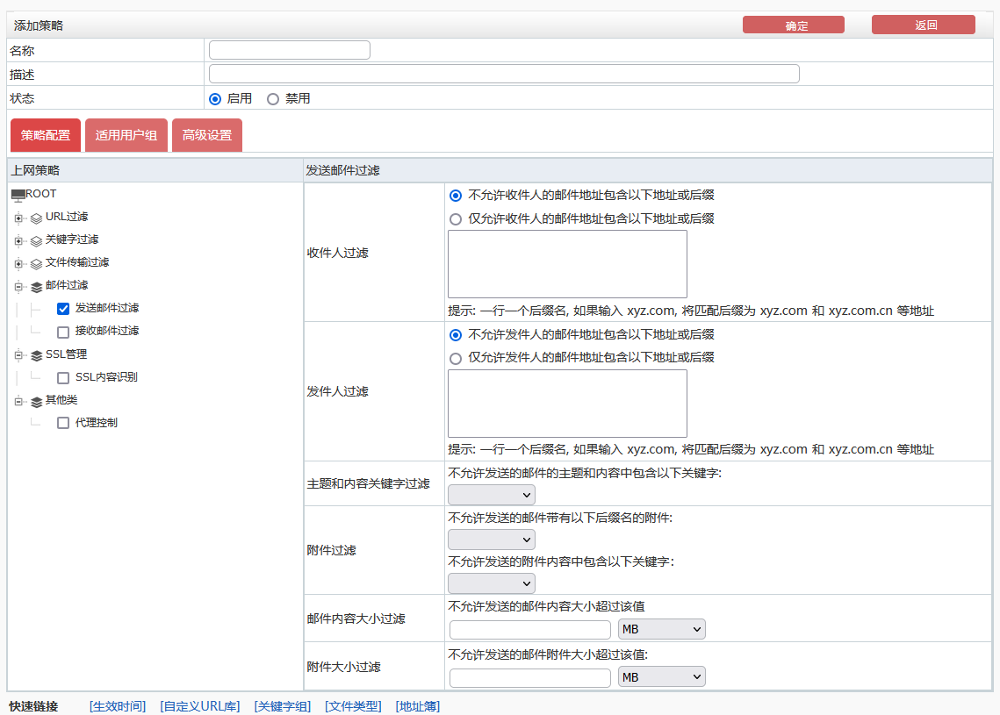 添加策略 确定 返回
名称
描述
状态 启用 禁用
策略配置 适用用户组 高级设置
上网策略
ROOT
URL过滤
关键字过滤
文件传输过滤
邮件过滤
发送邮件过滤
接收邮件过滤
SSL管理
SSL内容识别
其他类
代理控制
发送邮件过滤
收件人过滤
不允许收件人的邮件地址包含以下地址或后缀
仅允许收件人的邮件地址包含以下地址或后缀
提示: 一行一个后缀名, 如果输入 xyz.com, 将匹配后缀为 xyz.com 和 xyz.com.cn 等地址
发件人过滤
不允许发件人的邮件地址包含以下地址或后缀
仅允许发件人的邮件地址包含以下地址或后缀
提示: 一行一个后缀名, 如果输入 xyz.com, 将匹配后缀为 xyz.com 和 xyz.com.cn 等地址
主题和内容关键字过滤
不允许发送的邮件的主题和内容中包含以下关键字:
附件过滤
不允许发送的邮件带有以下后缀名的附件:
不允许发送的附件内容中包含以下关键字:
邮件内容大小过滤
不允许发送的邮件内容大小超过该值
MB
附件大小过滤
不允许发送的邮件附件大小超过该值:
MB
快速链接 [生效时间] [自定义URL库] [关键字组] [文件类型] [地址簿]